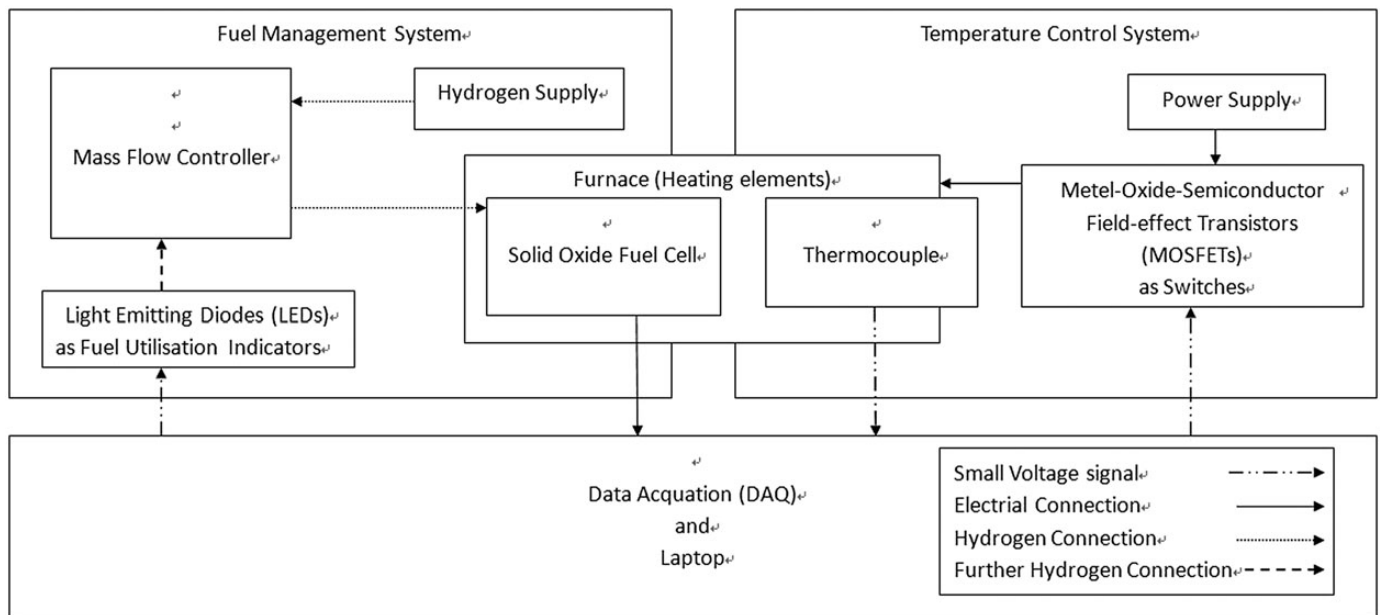 Fuel Management System
Temperature Control System
Hydrogen Supply
Mass Flow Controller
Power Supply
Furnace (Heating elements)
Metel-Oxide-Semiconductor
Field-effect Transistors
(MOSFETs)
as Switches
Solid Oxide Fuel Cell
Thermocouple
Light Emitting Diodes (LEDs)
as Fuel Utilisation Indicators
Data Acquation (DAQ)
and
Laptop
Small Voltage signal
Electrial Connection
Hydrogen Connection
Further Hydrogen Connection